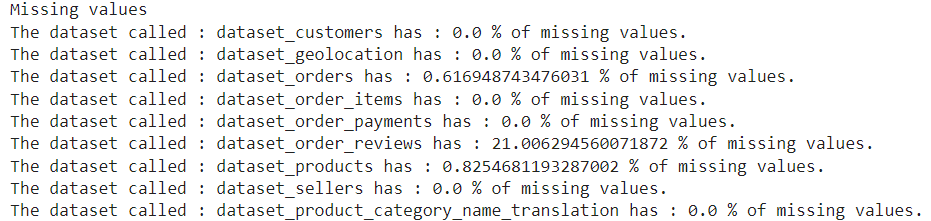 Missing values
The dataset called : dataset_customers has : 0.0 % of missing values.
The dataset called : dataset_geolocation has : 0.0 % of missing values.
The dataset called : dataset_orders has : 0.616948743476031 % of missing values.
The dataset called : dataset_order_items has : 0.0 % of missing values.
The dataset called : dataset_order_payments has : 0.0 % of missing values.
The dataset called : dataset_order_reviews has : 21.006294560071872 % of missing values.
The dataset called : dataset_products has : 0.8254681193287002 % of missing values.
The dataset called : dataset_sellers has : 0.0 % of missing values.
The dataset called : dataset_product_category_name_translation has : 0.0 % of missing values.